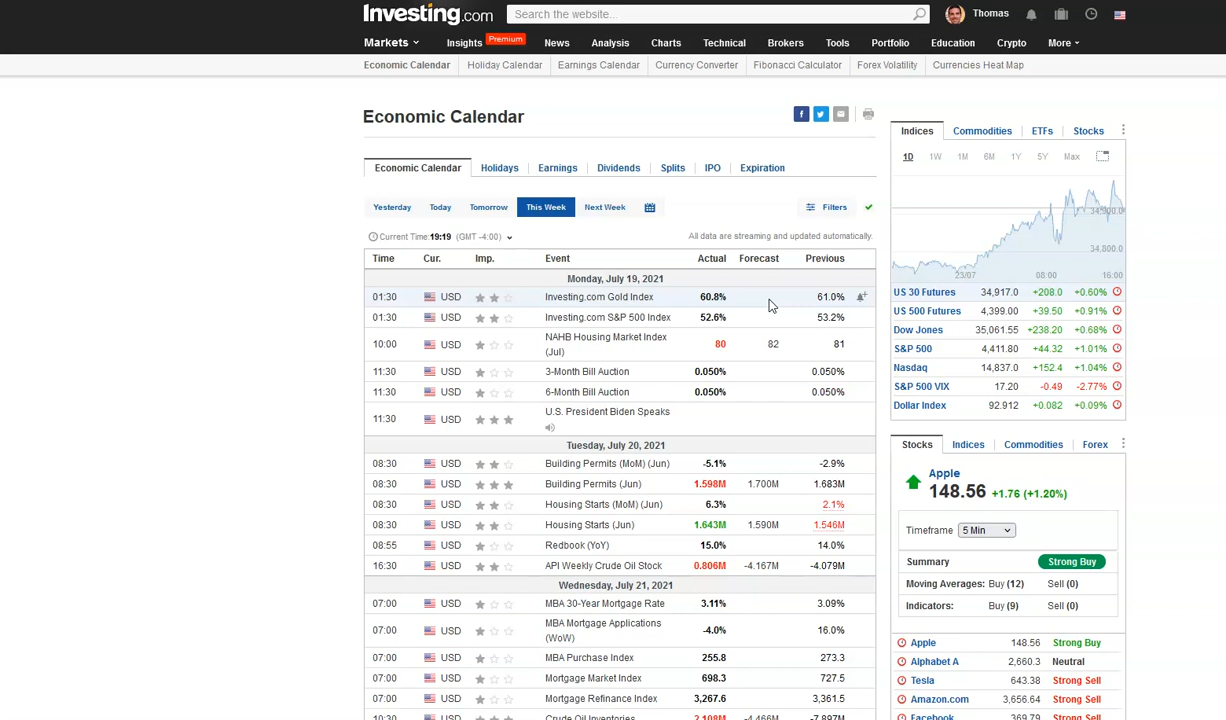 Investing.com
Search the website...
Thomas
Markets
Insights
Premium
News
Analysis
Charts
Technical
Brokers
Tools
Portfolio
Education
Crypto
More
Economic Calendar
Holiday Calendar
Earnings Calendar
Currency Converter
Fibonacci Calculator
Forex Volatility
Currencies Heat Map
Economic Calendar
Economic Calendar Holidays Earnings Dividends Splits IPO Expiration
Yesterday Today Tomorrow This Week Next Week Filters
Current Time: 19:19 (GMT -4:00) All data are streaming and updated automatically.
Time Cur. Imp. Event Actual Forecast Previous
Monday, July 19, 2021
01:30 USD Investing.com Gold Index 60.8% 61.0%
01:30 USD Investing.com S&P 500 Index 52.6% 53.2%
10:00 USD NAHB Housing Market Index (Jul) 80 82 81
11:30 USD 3-Month Bill Auction 0.050% 0.050%
11:30 USD 6-Month Bill Auction 0.050% 0.050%
11:30 USD U.S. President Biden Speaks
Tuesday, July 20, 2021
08:30 USD Building Permits (MoM) (Jun) -5.1% -2.9%
08:30 USD Building Permits (Jun) 1.598M 1.700M 1.683M
08:30 USD Housing Starts (MoM) (Jun) 6.3% 2.1%
08:30 USD Housing Starts (Jun) 1.643M 1.590M 1.546M
08:55 USD Redbook (YoY) 15.0% 14.0%
16:30 USD API Weekly Crude Oil Stock 0.806M -4.167M -4.079M
Wednesday, July 21, 2021
07:00 USD MBA 30-Year Mortgage Rate 3.11% 3.09%
07:00 USD MBA Mortgage Applications (WoW) -4.0% 16.0%
07:00 USD MBA Purchase Index 255.8 273.3
07:00 USD Mortgage Market Index 698.3 727.5
07:00 USD Mortgage Refinance Index 3,267.6 3,361.5
10:30 USD Crude Oil Inventories 2.108M -4.466M -7.897M
Indices Commodities ETFs Stocks
1D 1W 1M 6M 1Y 5Y Max
34,800.0
23/07 08:00 16:00
US 30 Futures 34,917.0 +208.0 +0.60%
US 500 Futures 4,399.00 +39.50 +0.91%
Dow Jones 35,061.55 +238.20 +0.68%
S&P 500 4,411.80 +44.32 +1.01%
Nasdaq 14,837.0 +152.4 +1.04%
S&P 500 VIX 17.20 -0.49 -2.77%
Dollar Index 92.912 +0.082 +0.09%
Stocks Indices Commodities Forex
Apple
148.56 +1.76 (+1.20%)
Timeframe 5 Min
Summary Strong Buy
Moving Averages: Buy (12) Sell (0)
Indicators: Buy (9) Sell (0)
Apple 148.56 Strong Buy
Alphabet A 2,660.3 Neutral
Tesla 643.38 Strong Sell
Amazon.com 3,656.64 Strong Sell
Facebook 369.79 Strong Sell